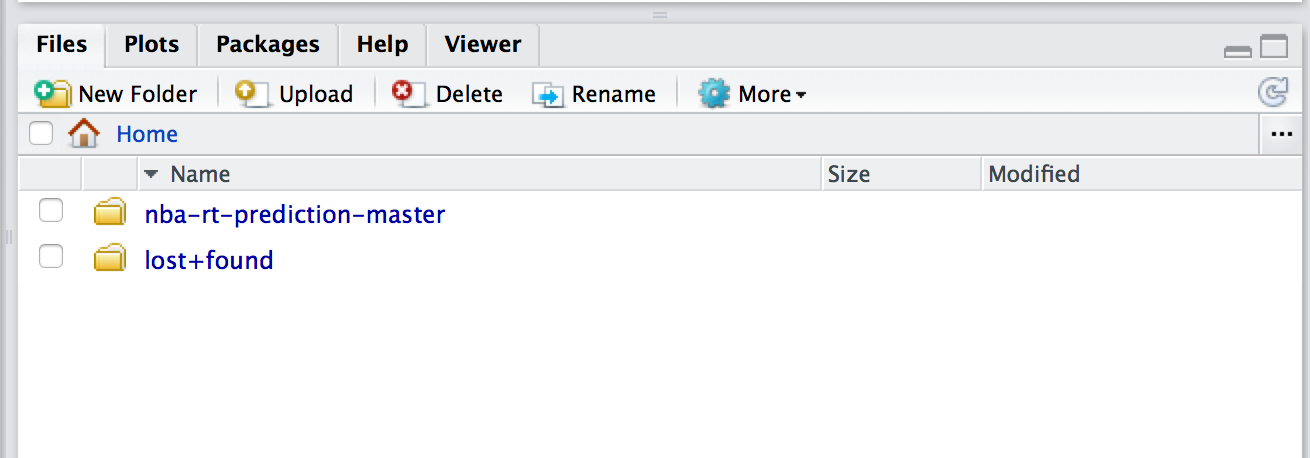 Files Plots Packages Help Viewer
New Folder Upload Delete Rename More
Home ...
Name Size Modified
nba-rt-prediction-master
lost+found